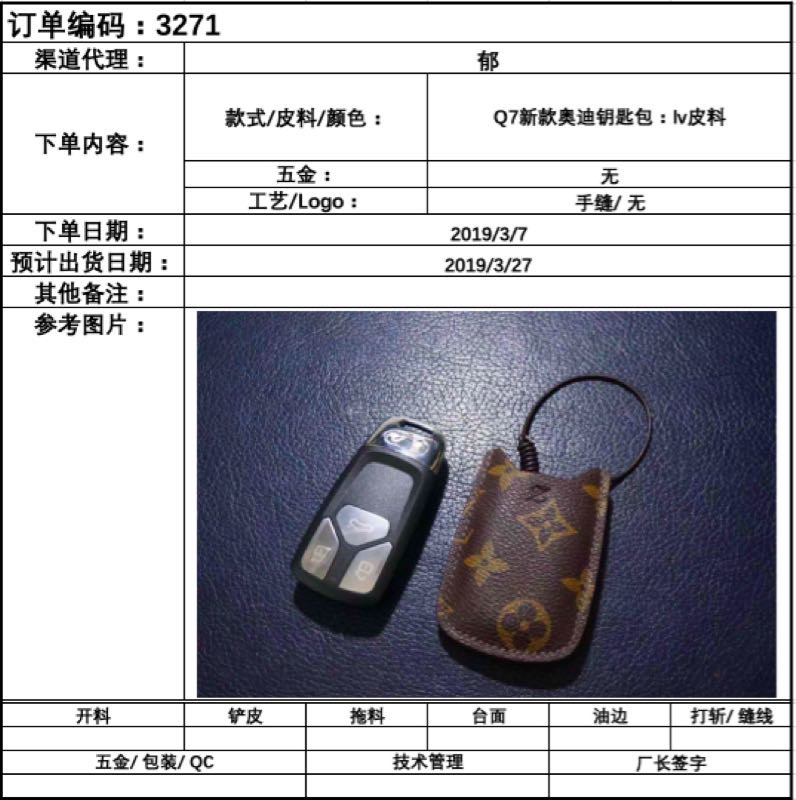 订单编码：3271
渠道代理：
郁
下单内容：
款式/皮料/颜色：
Q7新款奥迪钥匙包：lv皮料
五金：
无
工艺/Logo：
手缝/ 无
下单日期：
2019/3/7
预计出货日期：
2019/3/27
其他备注：
参考图片：
开料
铲皮
拖料
台面
油边
打斩/ 缝线
五金/ 包装/ QC
技术管理
厂长签字